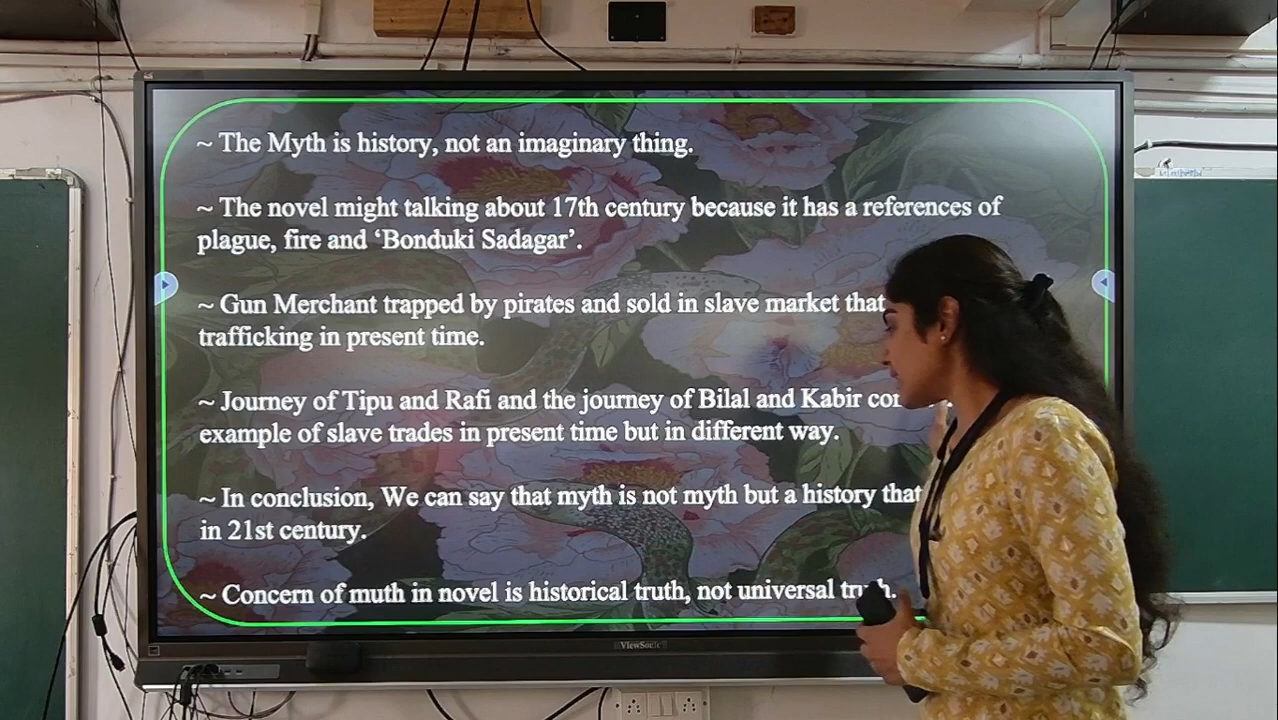 ~ The Myth is history, not an imaginary thing.
~ The novel might talking about 17th century because it has a references of
plague, fire and ‘Bonduki Sadagar’.
~ Gun Merchant trapped by pirates and sold in slave market that
trafficking in present time.
~ Journey of Tipu and Rafi and the journey of Bilal and Kabir
example of slave trades in present time but in different way.
~ In conclusion, We can say that myth is not myth but a history that
in 21st century.
~ Concern of muth in novel is historical truth, not universal truth.
ViewSonic